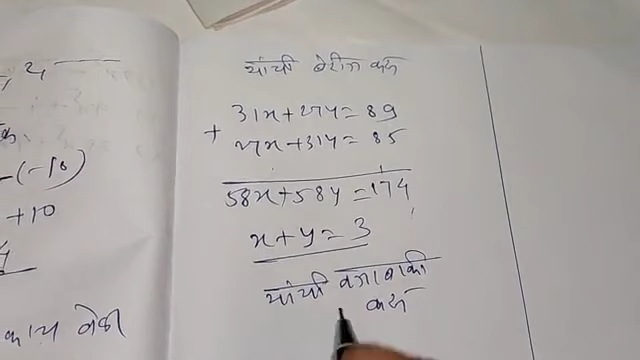 यांची बेरीज करू
31x+27y=89
+ 27x+31y=85
58x+58y=174
x+y=3
यांची वजाबाकी
करू
-(-10)
+10